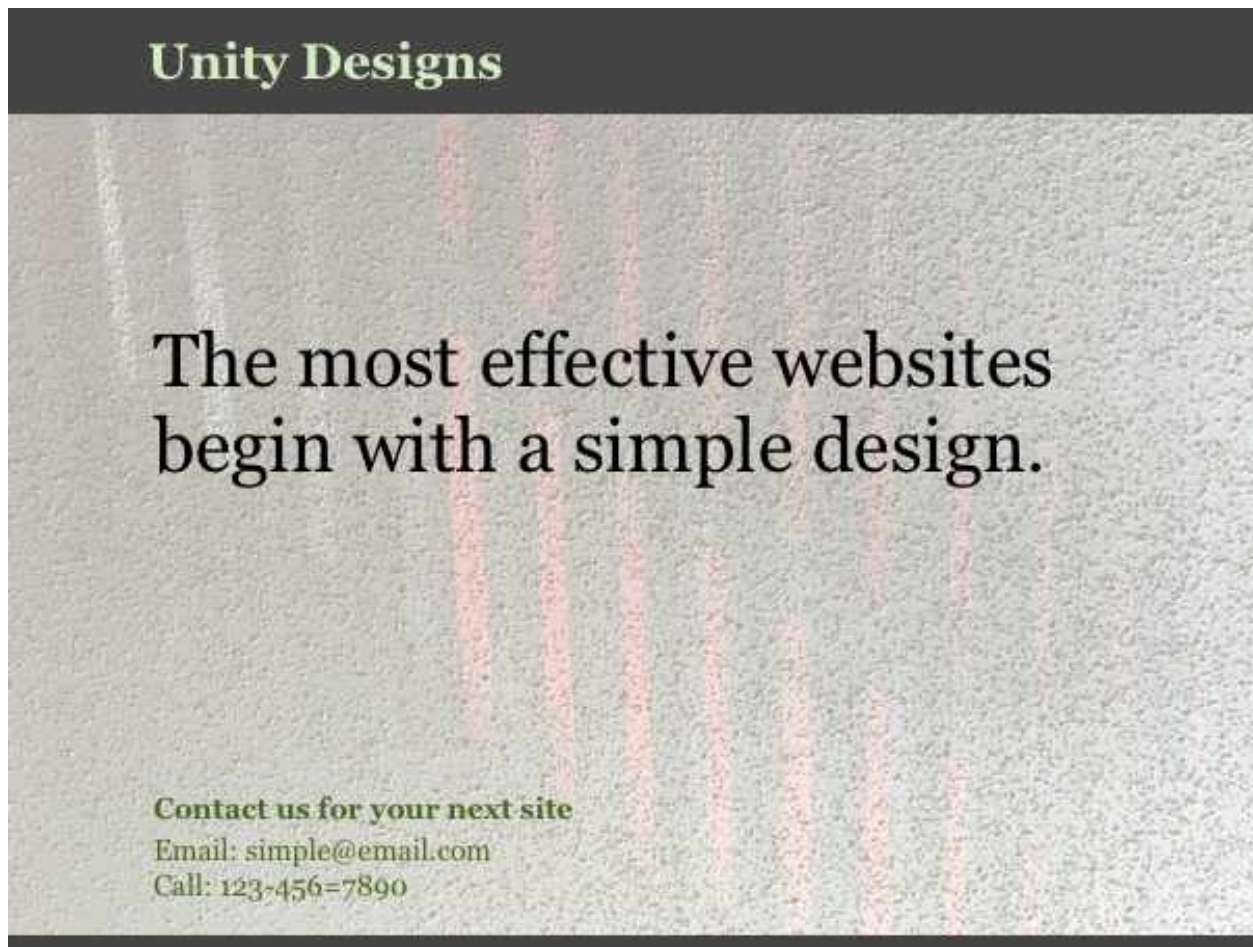 Unity Designs
The most effective websites
begin with a simple design.
Contact us for your next site
Email: simple@email.com
Call: 123-456=7890